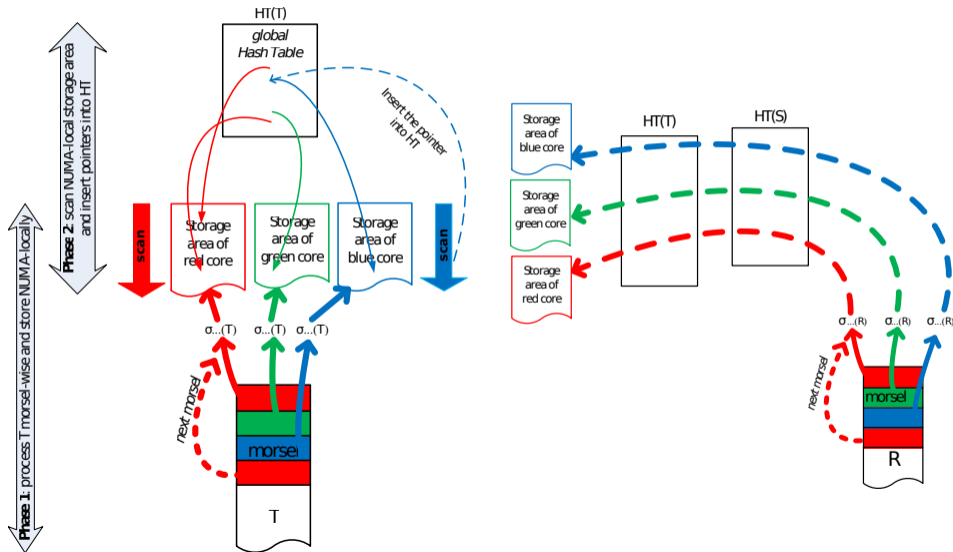 HT(T)
global
Hash Table
Phase 2: scan NUMA-local storage area
and insert pointers into HT
Insert the pointer
into HT
scan
Storage
area of
red core
Storage
area of
green core
Storage
area of
blue core
scan
Phase 1: process T morsel-wise and store NUMA-locally
σ...(T)
σ...(T)
σ...(T)
next morsel
morsel
T
HT(T)
HT(S)
Storage
area of
blue core
Storage
area of
green core
Storage
area of
red core
σ...(R)
σ...(R)
σ...(R)
next morsel
morsel
R